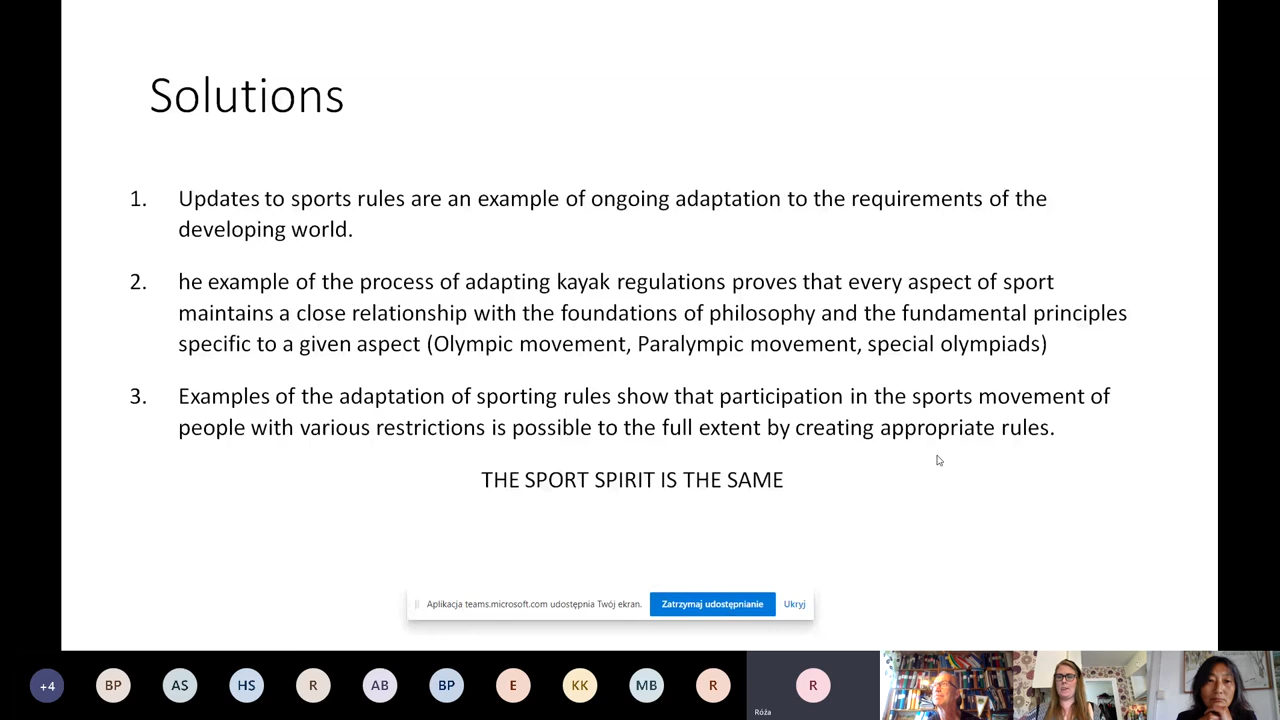 Solutions
1. Updates to sports rules are an example of ongoing adaptation to the requirements of the
developing world.
2. he example of the process of adapting kayak regulations proves that every aspect of sport
maintains a close relationship with the foundations of philosophy and the fundamental principles
specific to a given aspect (Olympic movement, Paralympic movement, special olympiads)
3. Examples of the adaptation of sporting rules show that participation in the sports movement of
people with various restrictions is possible to the full extent by creating appropriate rules.
THE SPORT SPIRIT IS THE SAME
Aplikacja teams.microsoft.com udostępnia Twój ekran. Zatrzymaj udostępnianie Ukryj
+4 BP AS HS R AB BP E KK MB R R
Róża